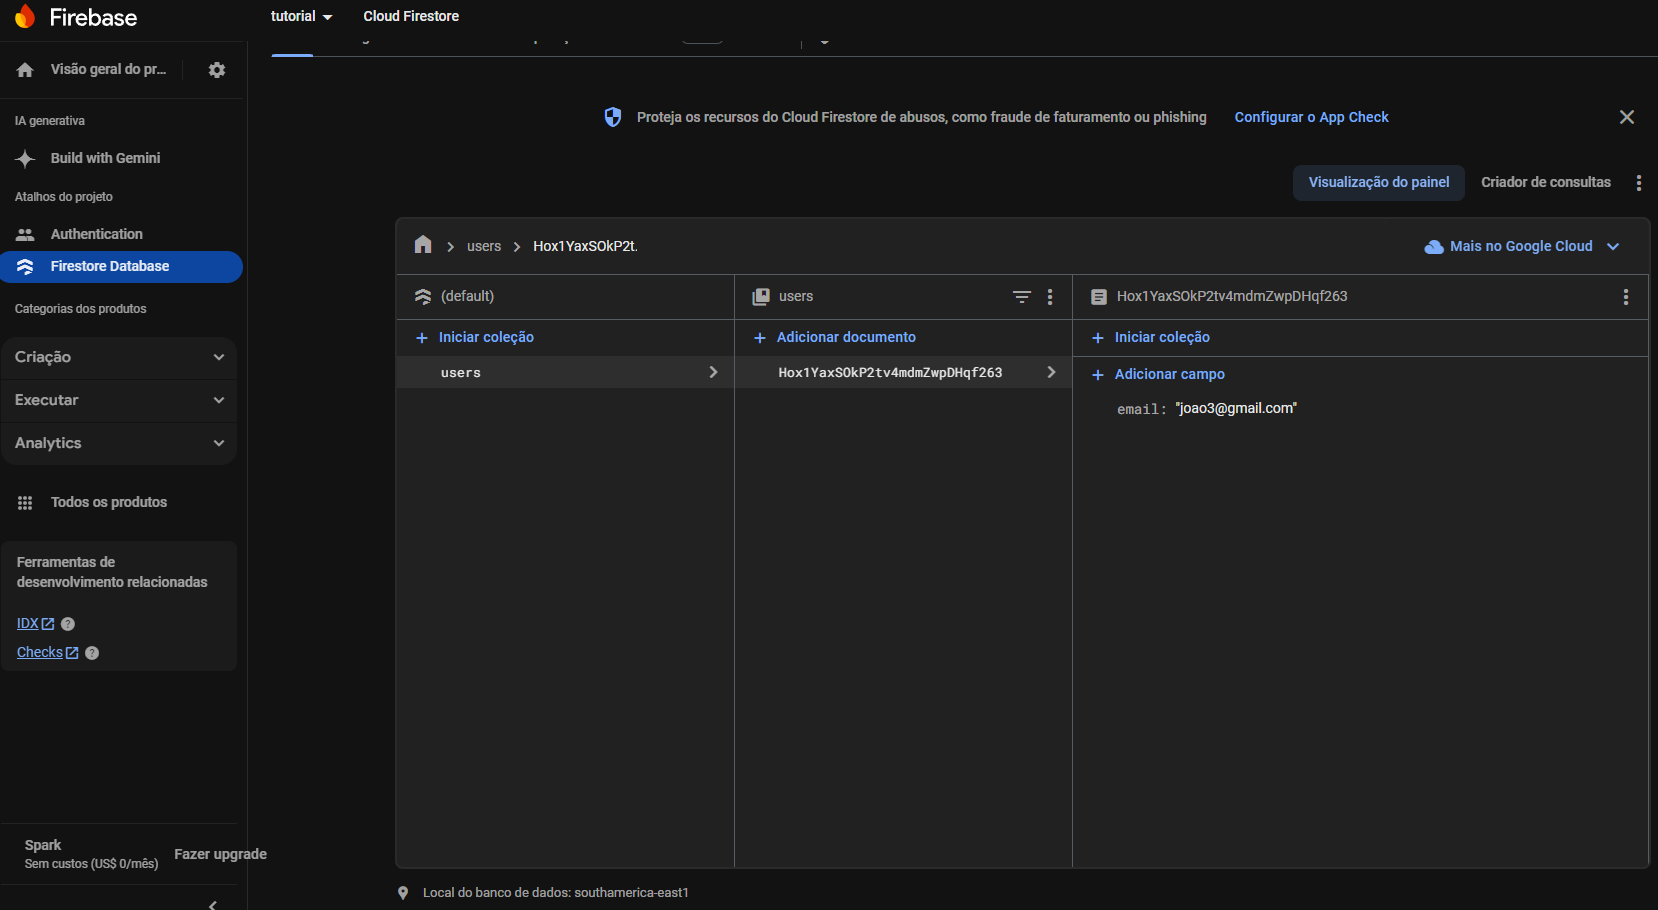 Firebase
tutorial
Cloud Firestore
Visão geral do pr...
IA generativa
Build with Gemini
Atalhos do projeto
Authentication
Firestore Database
Categorias dos produtos
Criação
Executar
Analytics
Todos os produtos
Ferramentas de
desenvolvimento relacionadas
IDX
Checks
Spark
Sem custos (US$ 0/mês)
Fazer upgrade
Proteja os recursos do Cloud Firestore de abusos, como fraude de faturamento ou phishing
Configurar o App Check
Visualização do painel
Criador de consultas
users
Hox1YaxSOkP2t.
Mais no Google Cloud
(default)
users
Hox1YaxSOkP2tv4mdmZwpDHqf263
Iniciar coleção
Adicionar documento
Iniciar coleção
users
Hox1YaxSOkP2tv4mdmZwpDHqf263
Adicionar campo
email: "joao3@gmail.com"
Local do banco de dados: southamerica-east1